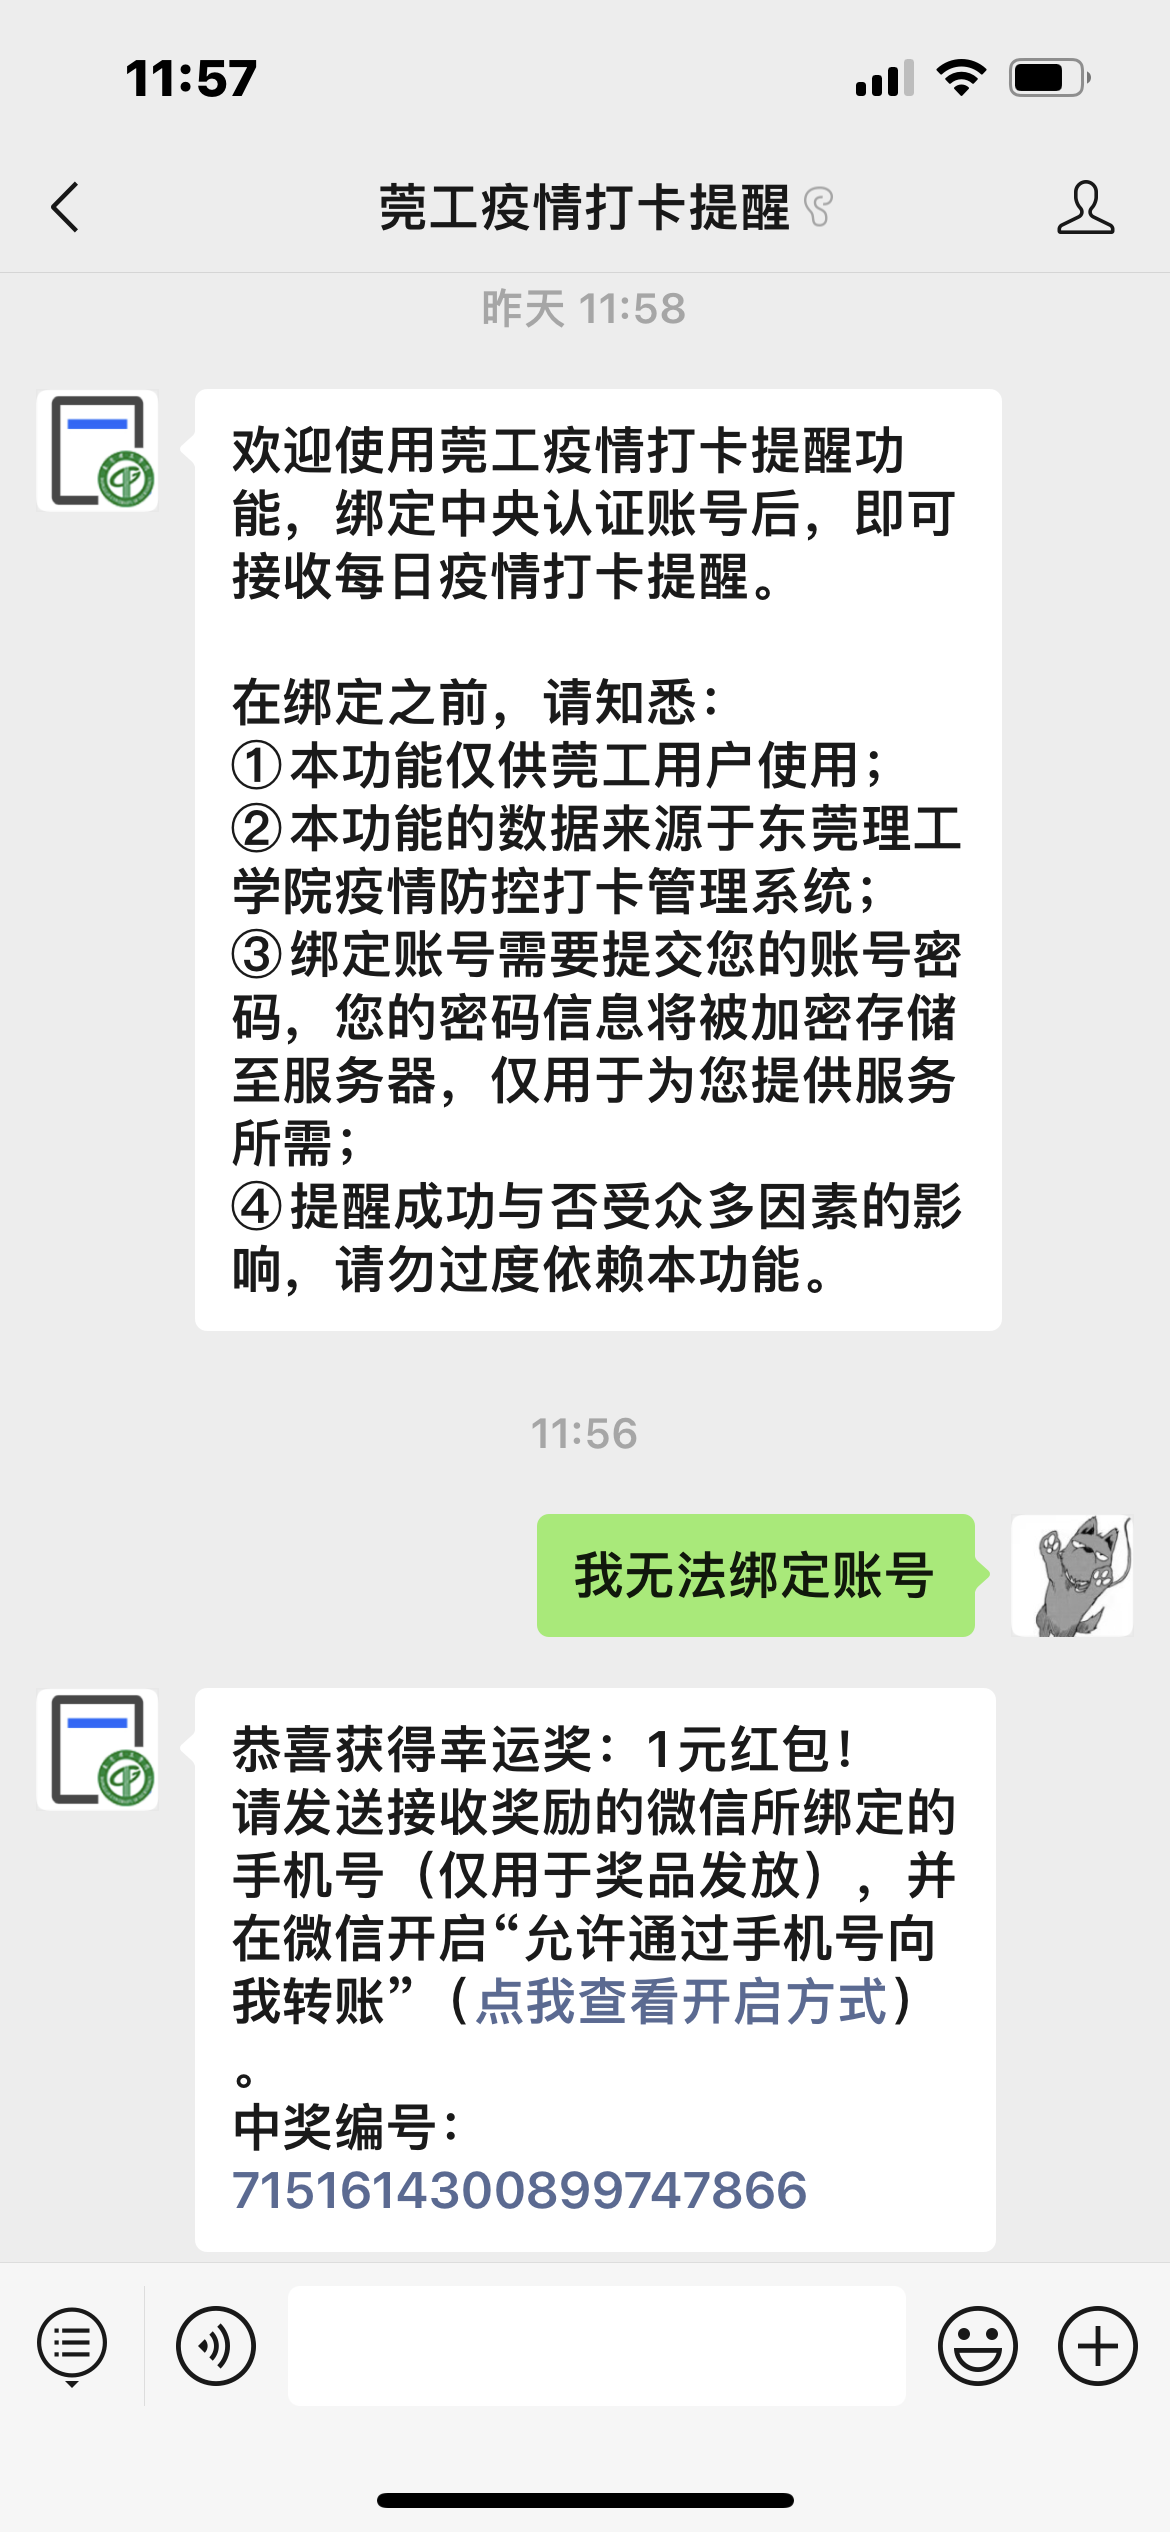 11:57
莞工疫情打卡提醒
昨天 11:58
欢迎使用莞工疫情打卡提醒功
能，绑定中央认证账号后，即可
接收每日疫情打卡提醒。
在绑定之前，请知悉：
①本功能仅供莞工用户使用；
②本功能的数据来源于东莞理工
学院疫情防控打卡管理系统；
③绑定账号需要提交您的账号密
码，您的密码信息将被加密存储
至服务器，仅用于为您提供服务
所需；
④提醒成功与否受众多因素的影
响，请勿过度依赖本功能。
11:56
我无法绑定账号
恭喜获得幸运奖：1元红包！
请发送接收奖励的微信所绑定的
手机号（仅用于奖品发放），并
在微信开启“允许通过手机号向
我转账”（点我查看开启方式）
。
中奖编号：
7151614300899747866